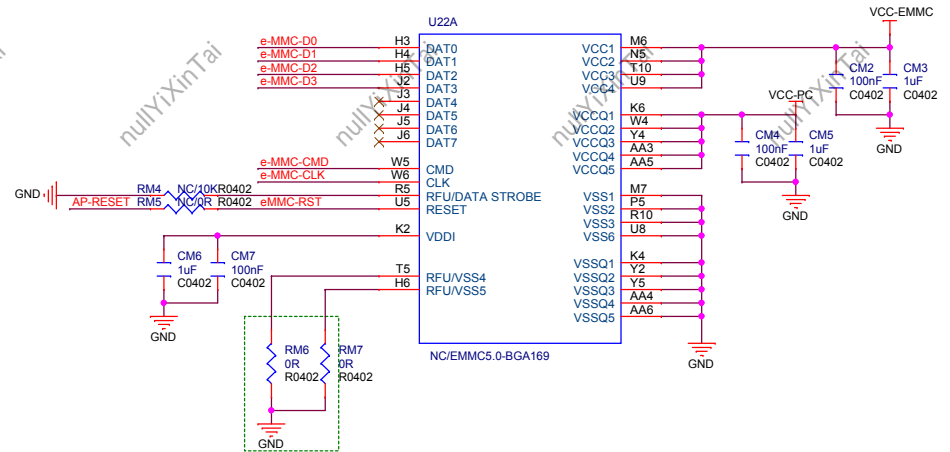 U22A
VCC-EMMC
e-MMC-D0 H3 DAT0 VCC1 M6
e-MMC-D1 H4 DAT1 VCC2 N5
e-MMC-D2 H5 DAT2 VCC3 T10
e-MMC-D3 J2 DAT3 VCC4 U9
J3 DAT4
J4 DAT5 VCCQ1 K6
J5 DAT6 VCCQ2 W4
J6 DAT7 VCCQ3 Y4
VCCQ4 AA3
VCCQ5 AA5
CM2
100nF
C0402
CM3
1uF
C0402
GND
VCC-PC
CM4
100nF
C0402
CM5
1uF
C0402
GND
e-MMC-CMD W5 CMD
e-MMC-CLK W6 CLK
GND RM4 NC/10K R0402 R5 RFU/DATA STROBE VSS1 M7
AP-RESET RM5 NC/0R R0402 eMMC-RST U5 RESET VSS2 P5
VSS3 R10
K2 VDDI VSS6 U8
CM6
1uF
C0402
CM7
100nF
C0402
GND
T5 RFU/VSS4
H6 RFU/VSS5
VSSQ1 K4
VSSQ2 Y2
VSSQ3 Y5
VSSQ4 AA4
VSSQ5 AA6
GND
RM6
0R
R0402
RM7
0R
R0402
GND
NC/EMMC5.0-BGA169
nullYiXinTai
nullYiXinTai
nullYiXinTai
nullYiXinTai